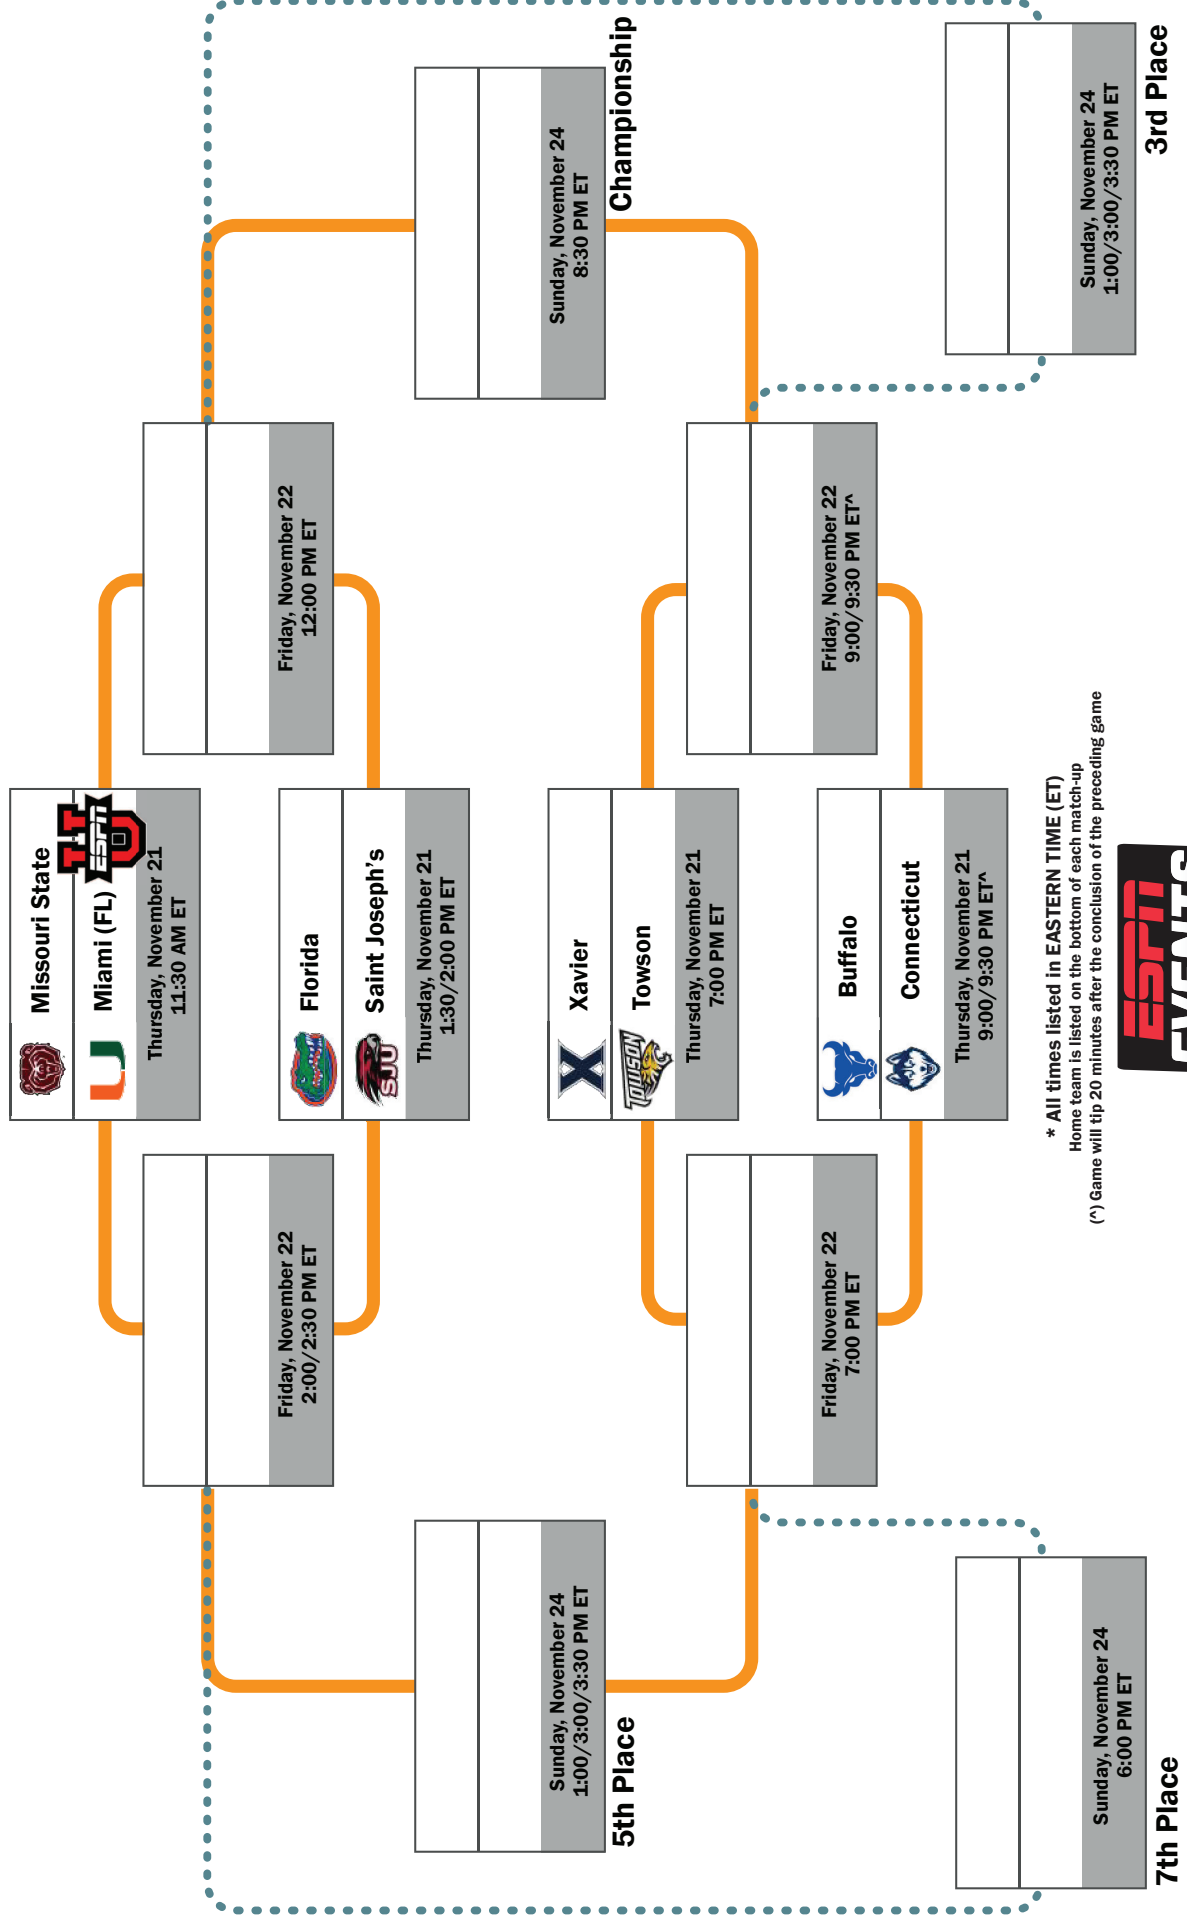 Missouri State
Miami (FL)
ESPN
U
Thursday, November 21
11:30 AM ET
Florida
Saint Joseph's
SJU
Thursday, November 21
1:30/2:00 PM ET
X
Xavier
TOWSON
Towson
Thursday, November 21
7:00 PM ET
Buffalo
Connecticut
Thursday, November 21
9:00/9:30 PM ET^
Friday, November 22
2:00/2:30 PM ET
Friday, November 22
7:00 PM ET
Sunday, November 24
1:00/3:00/3:30 PM ET
5th Place
Sunday, November 24
6:00 PM ET
7th Place
Friday, November 22
12:00 PM ET
Friday, November 22
9:00/9:30 PM ET^
Sunday, November 24
8:30 PM ET
Championship
Sunday, November 24
1:00/3:00/3:30 PM ET
3rd Place
* All times listed in EASTERN TIME (ET)
Home team is listed on the bottom of each match-up
(^) Game will tip 20 minutes after the conclusion of the preceding game
ESPN
EVENTS